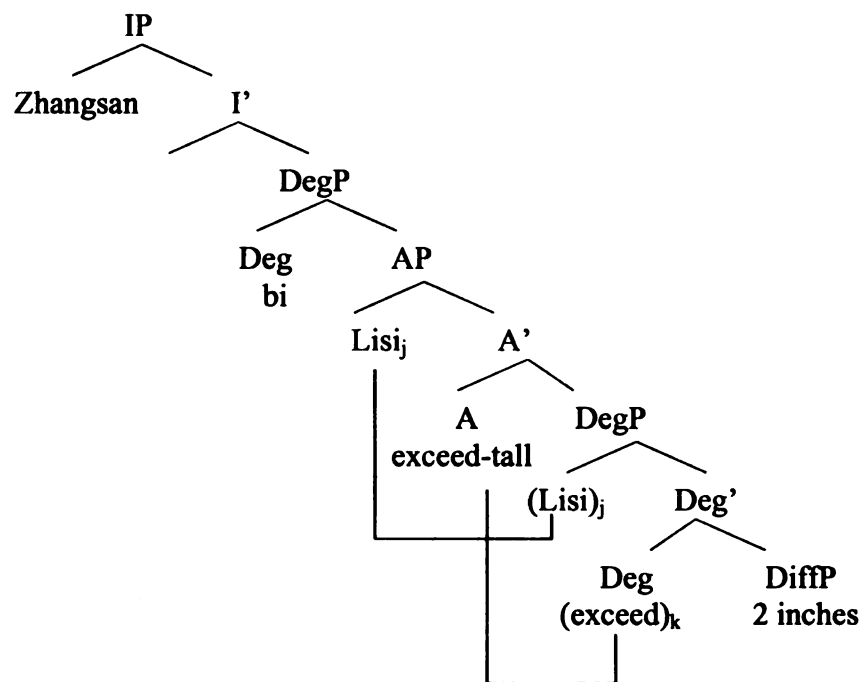 IP
Zhangsan I’
DegP
Deg AP
bi
Lisij A’
A DegP
exceed-tall
(Lisi)j Deg’
Deg DiffP
(exceed)k 2 inches